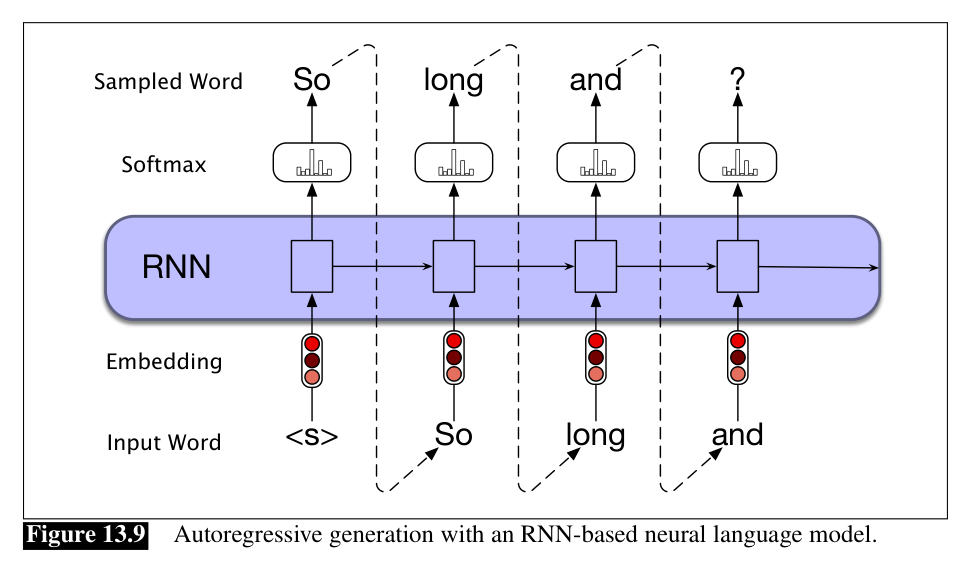 Sampled Word So long and ?
Softmax
RNN
Embedding
Input Word <s> So long and
Figure 13.9 Autoregressive generation with an RNN-based neural language model.